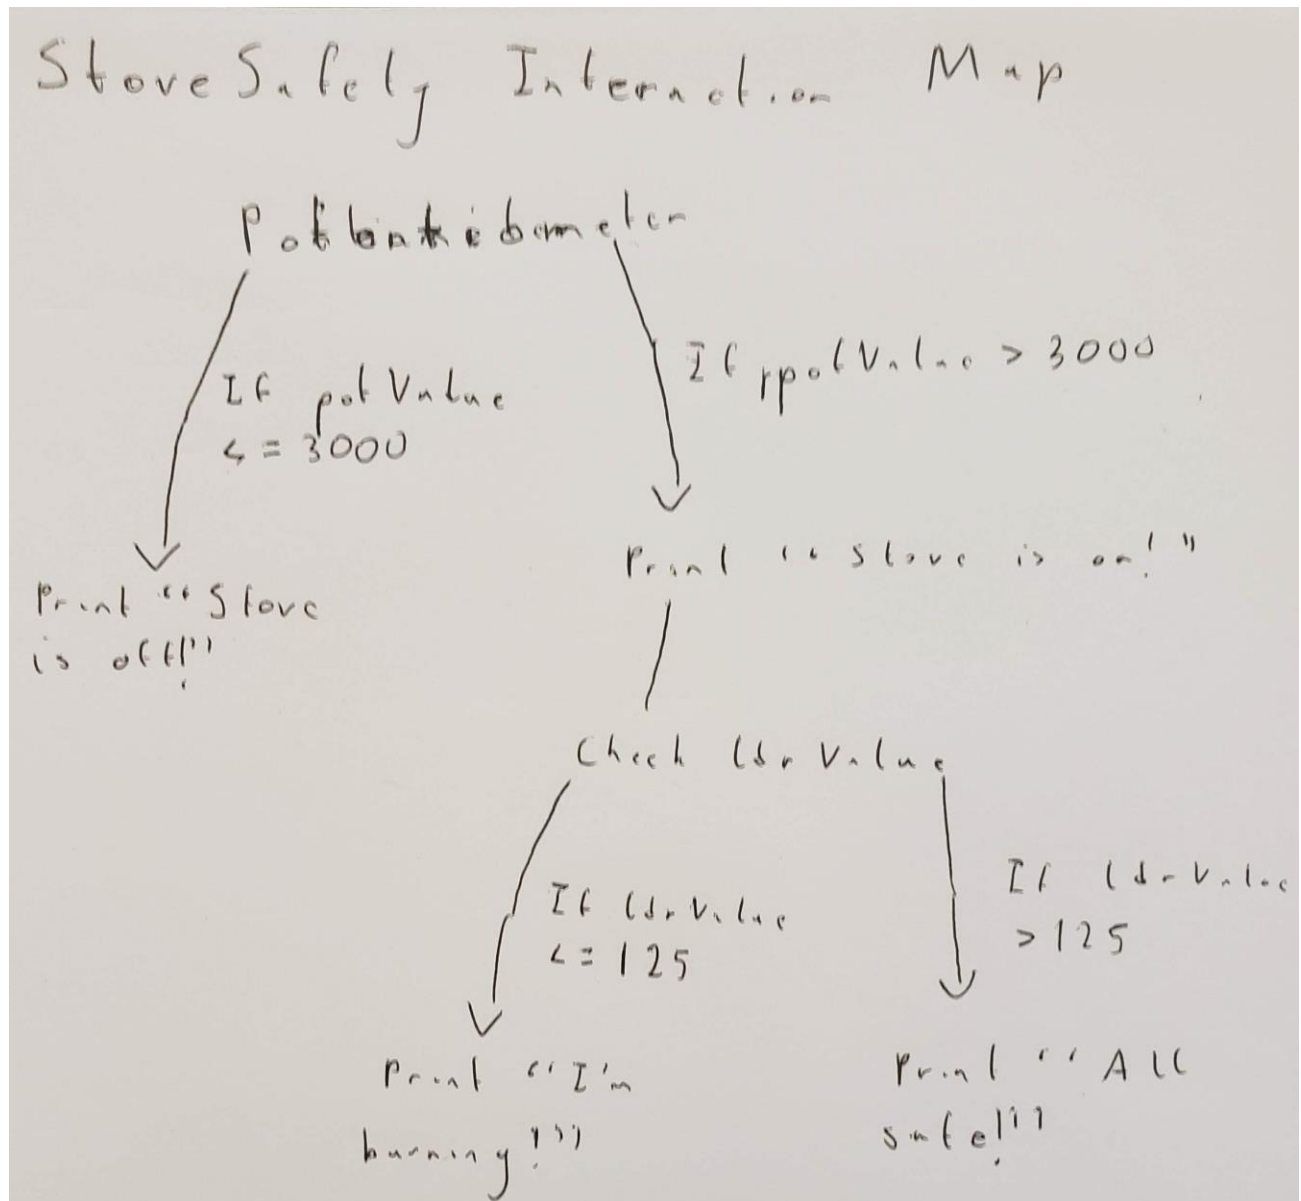 Stove Safety Interaction Map
Potentiometer
If potValue > 3000
If potValue
<= 3000
Print "Stove is on!"
Print "Stove
is off!"
Check ldrValue
If ldrValue
> 125
If ldrValue
<= 125
Print "I'm
burning!"
Print "All
safe!"